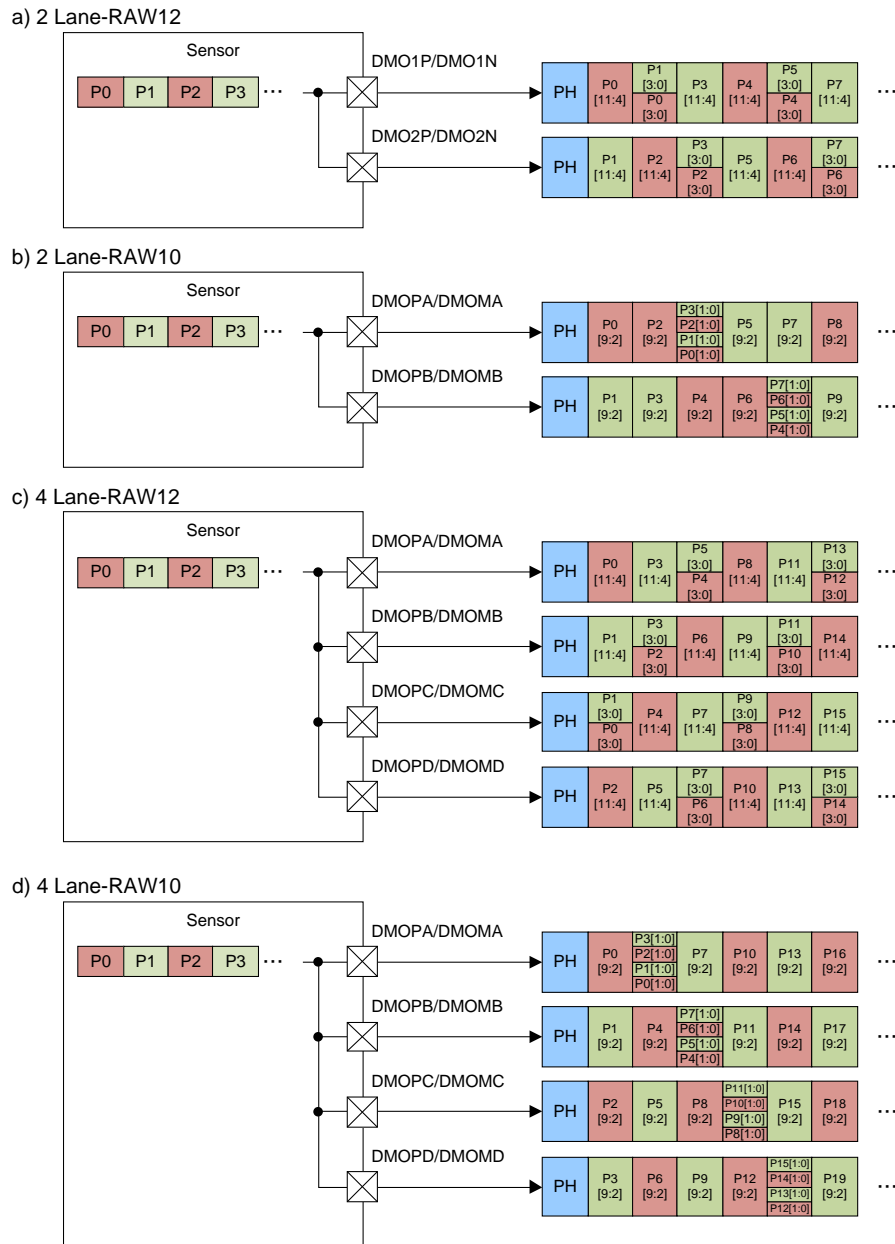 a) 2 Lane-RAW12
Sensor
P0 P1 P2 P3 ...
DMO1P/DMO1N
PH P0 [11:4] P1 [3:0] P0 [3:0] P3 [11:4] P4 [11:4] P5 [3:0] P4 [3:0] P7 [11:4] ...
DMO2P/DMO2N
PH P1 [11:4] P2 [11:4] P3 [3:0] P2 [3:0] P5 [11:4] P6 [11:4] P7 [3:0] P6 [3:0] ...
b) 2 Lane-RAW10
Sensor
P0 P1 P2 P3 ...
DMOPA/DMOMA
PH P0 [9:2] P2 [9:2] P3[1:0] P2[1:0] P1[1:0] P0[1:0] P5 [9:2] P7 [9:2] P8 [9:2] ...
DMOPB/DMOMB
PH P1 [9:2] P3 [9:2] P4 [9:2] P6 [9:2] P7[1:0] P6[1:0] P5[1:0] P4[1:0] P9 [9:2] ...
c) 4 Lane-RAW12
Sensor
P0 P1 P2 P3 ...
DMOPA/DMOMA
PH P0 [11:4] P3 [11:4] P5 [3:0] P4 [3:0] P8 [11:4] P11 [11:4] P13 [3:0] P12 [3:0] ...
DMOPB/DMOMB
PH P1 [11:4] P3 [3:0] P2 [3:0] P6 [11:4] P9 [11:4] P11 [3:0] P10 [3:0] P14 [11:4] ...
DMOPC/DMOMC
PH P1 [3:0] P0 [3:0] P4 [11:4] P7 [11:4] P9 [3:0] P8 [3:0] P12 [11:4] P15 [11:4] ...
DMOPD/DMOMD
PH P2 [11:4] P5 [11:4] P7 [3:0] P6 [3:0] P10 [11:4] P13 [11:4] P15 [3:0] P14 [3:0] ...
d) 4 Lane-RAW10
Sensor
P0 P1 P2 P3 ...
DMOPA/DMOMA
PH P0 [9:2] P3[1:0] P2[1:0] P1[1:0] P0[1:0] P7 [9:2] P10 [9:2] P13 [9:2] P16 [9:2] ...
DMOPB/DMOMB
PH P1 [9:2] P4 [9:2] P7[1:0] P6[1:0] P5[1:0] P4[1:0] P11 [9:2] P14 [9:2] P17 [9:2] ...
DMOPC/DMOMC
PH P2 [9:2] P5 [9:2] P8 [9:2] P11[1:0] P10[1:0] P9[1:0] P8[1:0] P15 [9:2] P18 [9:2] ...
DMOPD/DMOMD
PH P3 [9:2] P6 [9:2] P9 [9:2] P12 [9:2] P15[1:0] P14[1:0] P13[1:0] P12[1:0] P19 [9:2] ...